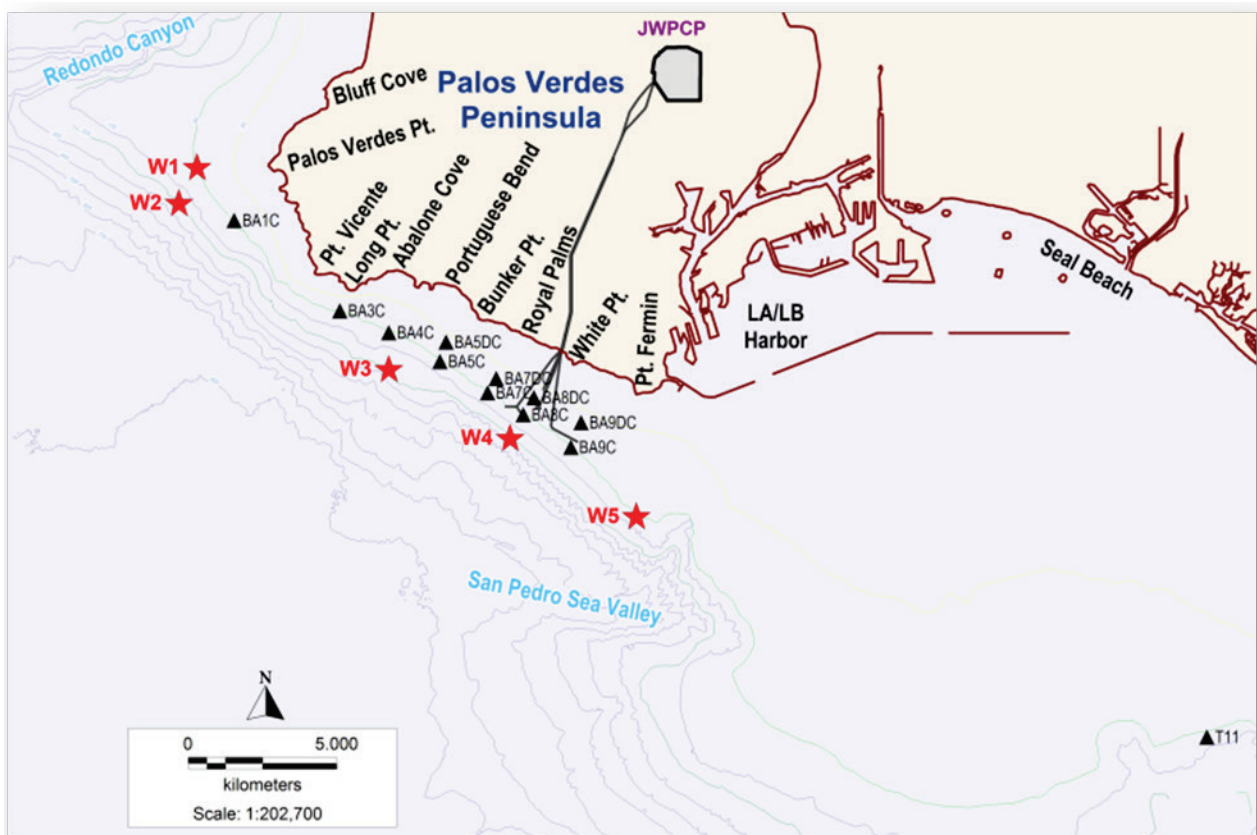 Redondo Canyon
JWPCP
Bluff Cove
Palos Verdes
Peninsula
Palos Verdes Pt.
W1
W2
BA1C
Pt. Vicente
Long Pt.
Abalone Cove
Portuguese Bend
Bunker Pt.
Royal Palms
White Pt.
Pt. Fermin
LA/LB
Harbor
Seal Beach
BA3C
BA4C
BA5DC
BA5C
W3
BA7DC
BA7C
BA8DC
BA8C
BA9DC
W4
BA9C
W5
San Pedro Sea Valley
N
T11
0 5.000
kilometers
Scale: 1:202,700